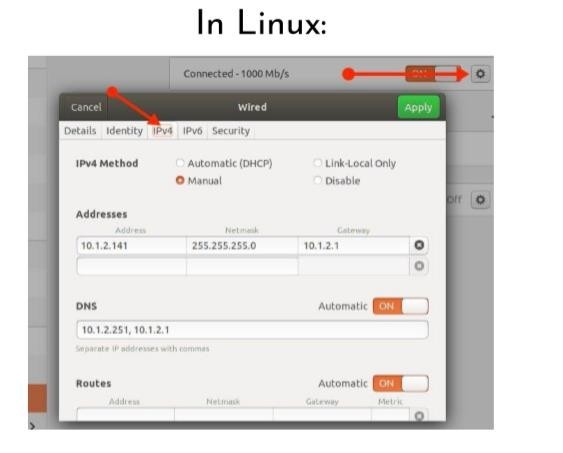 In Linux:
Connected - 1000 Mb/s
ON
Cancel Wired Apply
Details Identity IPv4 IPv6 Security
IPv4 Method Automatic (DHCP) Link-Local Only
Manual Disable
Off
Addresses
Address Netmask Gateway
10.1.2.141 255.255.255.0 10.1.2.1
DNS Automatic ON
10.1.2.251, 10.1.2.1
Separate IP addresses with commas
Routes Automatic ON
Address Netmask Gateway Metric